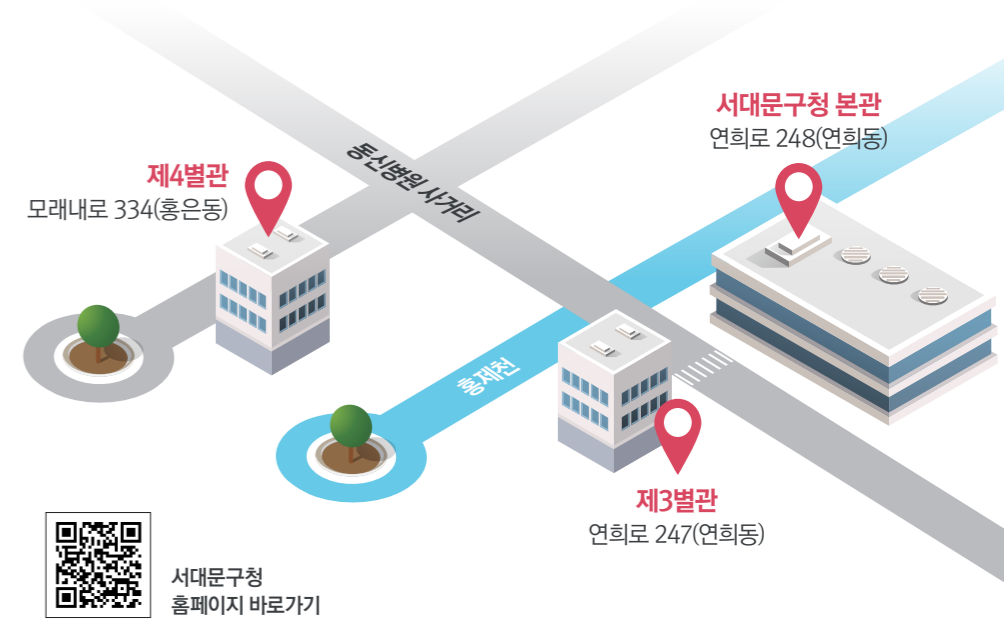 서대문구청 본관
연희로 248(연희동)
동신병원 사거리
제4별관
모래내로 334(홍은동)
홍제천
제3별관
연희로 247(연희동)
서대문구청
홈페이지 바로가기